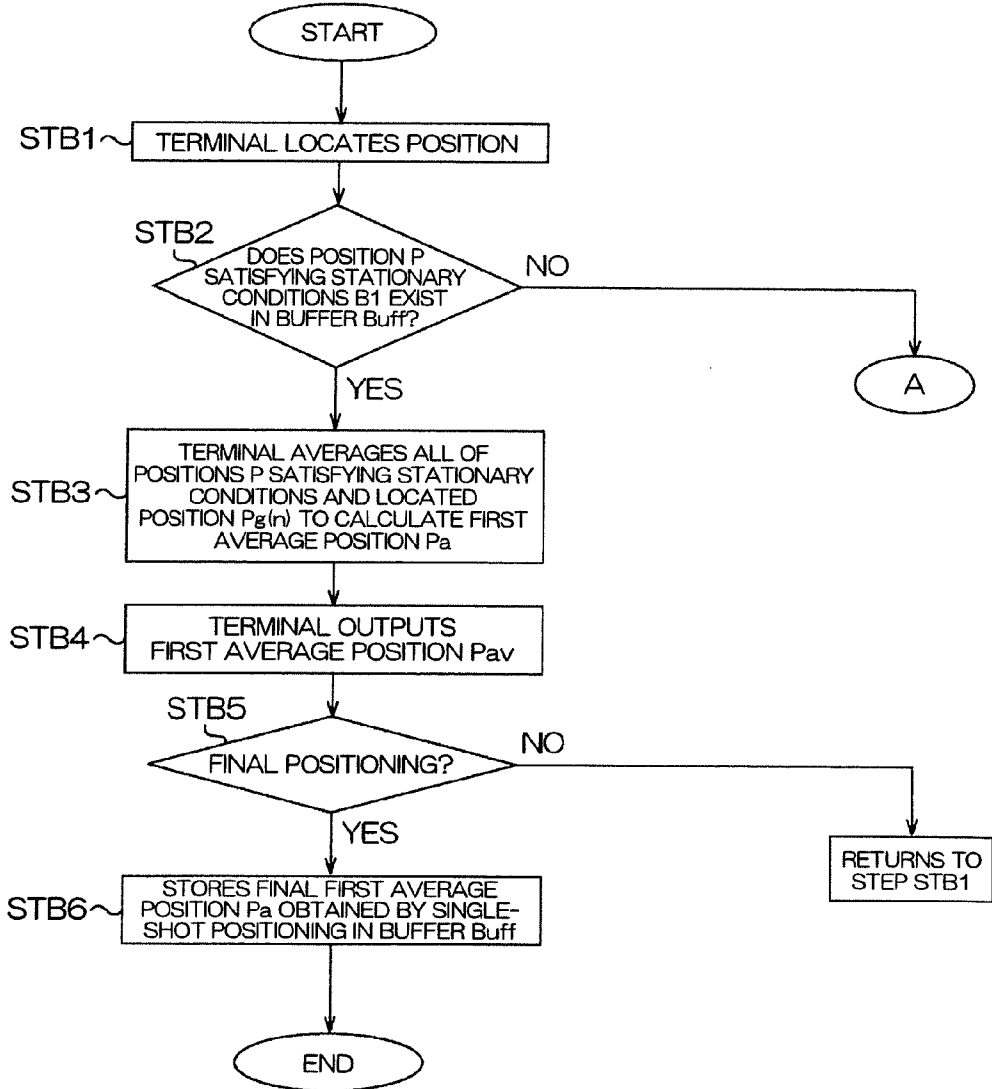 START
STB1
TERMINAL LOCATES POSITION
STB2
DOES POSITION P
SATISFYING STATIONARY
CONDITIONS B1 EXIST
IN BUFFER Buff?
NO
A
YES
STB3
TERMINAL AVERAGES ALL OF
POSITIONS P SATISFYING STATIONARY
CONDITIONS AND LOCATED
POSITION Pg(n) TO CALCULATE FIRST
AVERAGE POSITION Pa
STB4
TERMINAL OUTPUTS
FIRST AVERAGE POSITION Pav
STB5
FINAL POSITIONING?
NO
YES
RETURNS TO
STEP STB1
STB6
STORES FINAL FIRST AVERAGE
POSITION Pa OBTAINED BY SINGLE-
SHOT POSITIONING IN BUFFER Buff
END